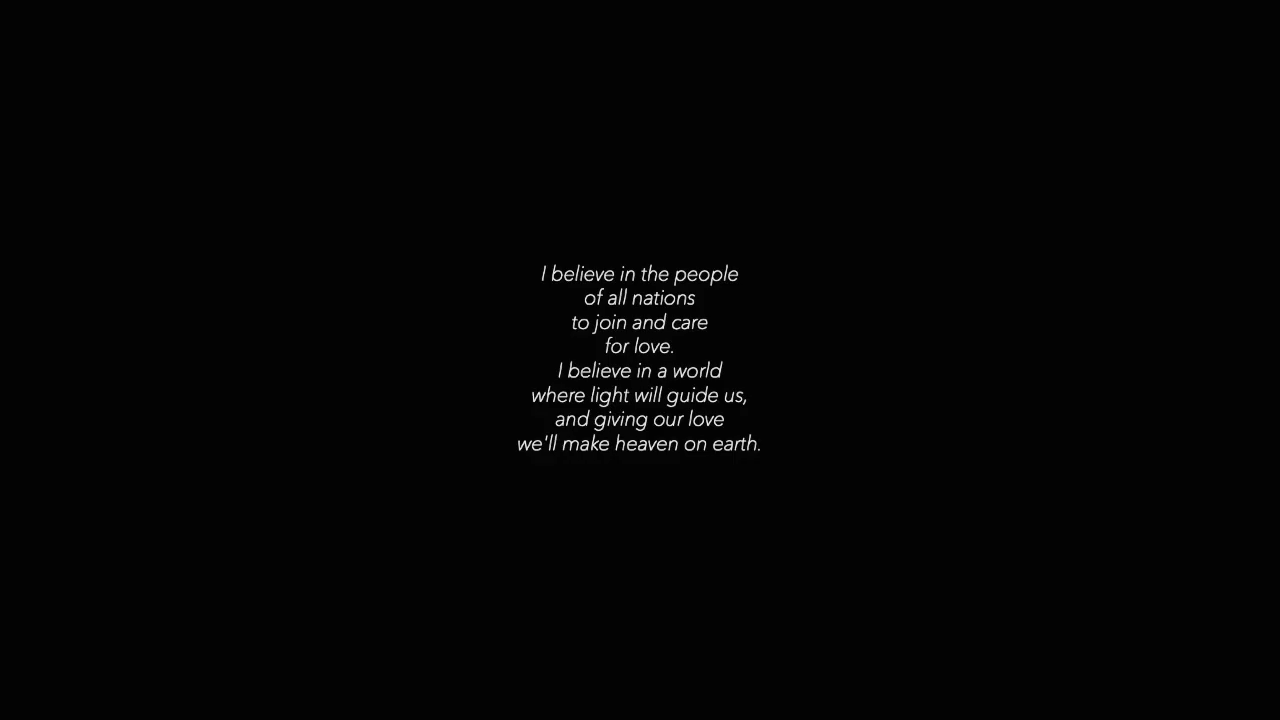 I believe in the people
of all nations
to join and care
for love.
I believe in a world
where light will guide us,
and giving our love
we'll make heaven on earth.